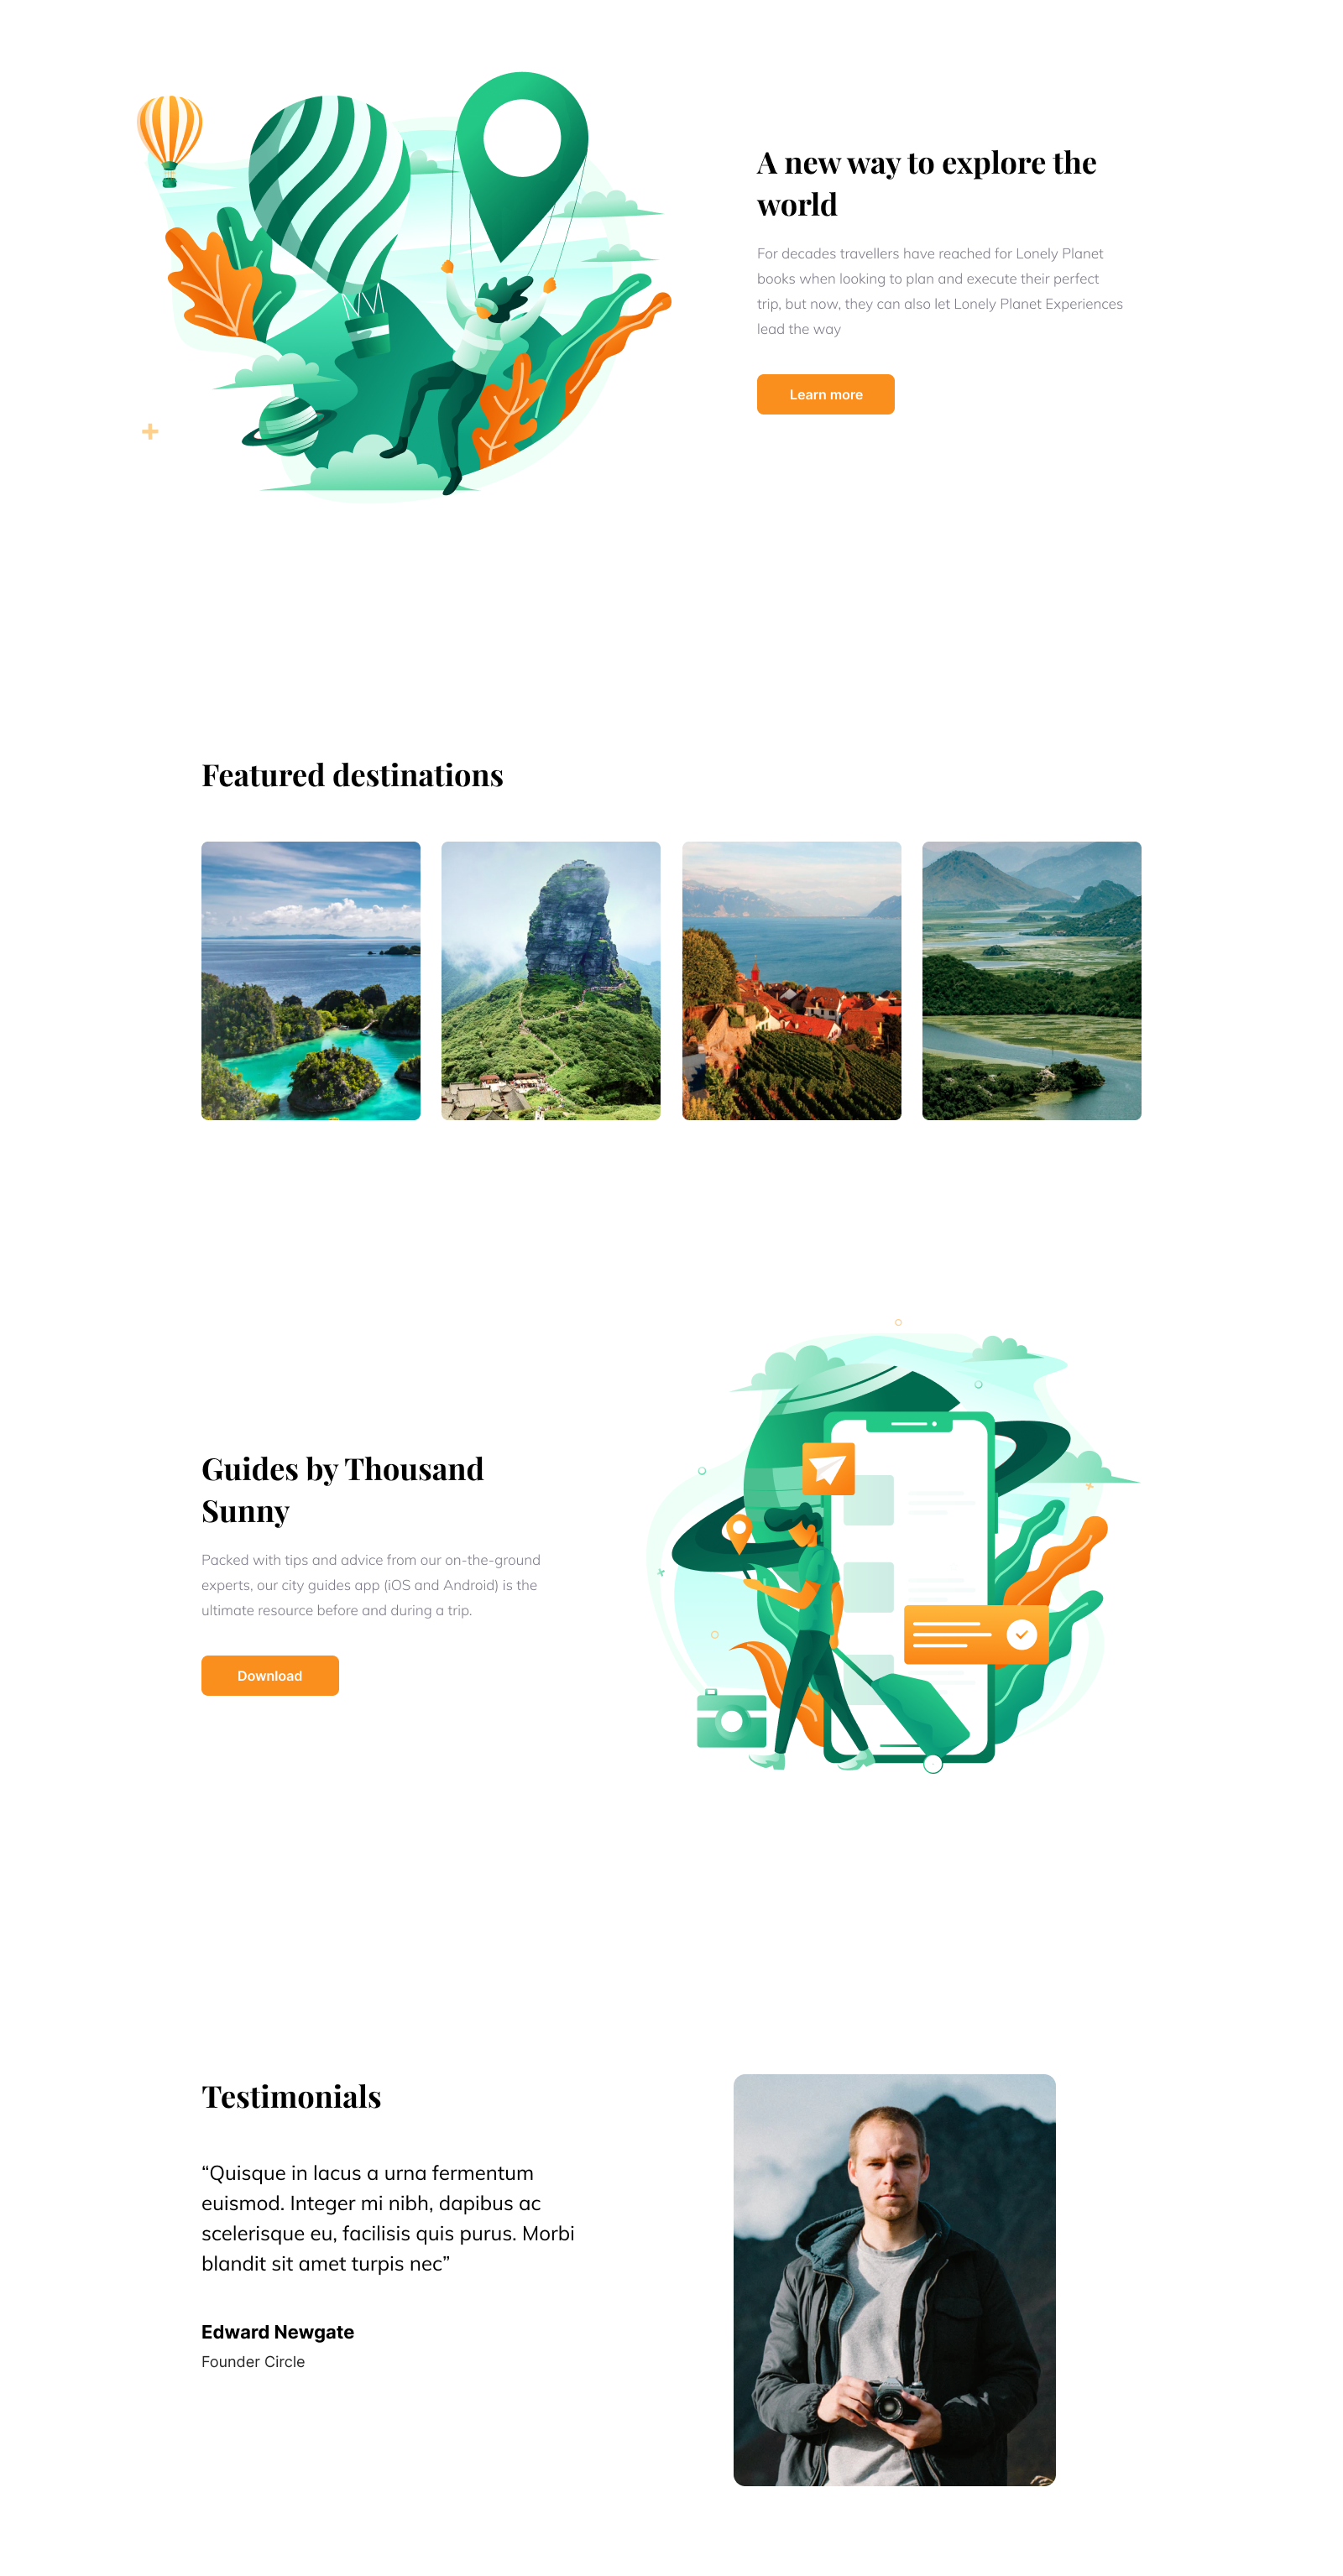 A new way to explore the
world
For decades travellers have reached for Lonely Planet
books when looking to plan and execute their perfect
trip, but now, they can also let Lonely Planet Experiences
lead the way
Learn more
Featured destinations
Guides by Thousand
Sunny
Packed with tips and advice from our on-the-ground
experts, our city guides app (iOS and Android) is the
ultimate resource before and during a trip.
Download
Testimonials
“Quisque in lacus a urna fermentum
euismod. Integer mi nibh, dapibus ac
scelerisque eu, facilisis quis purus. Morbi
blandit sit amet turpis nec”
Edward Newgate
Founder Circle